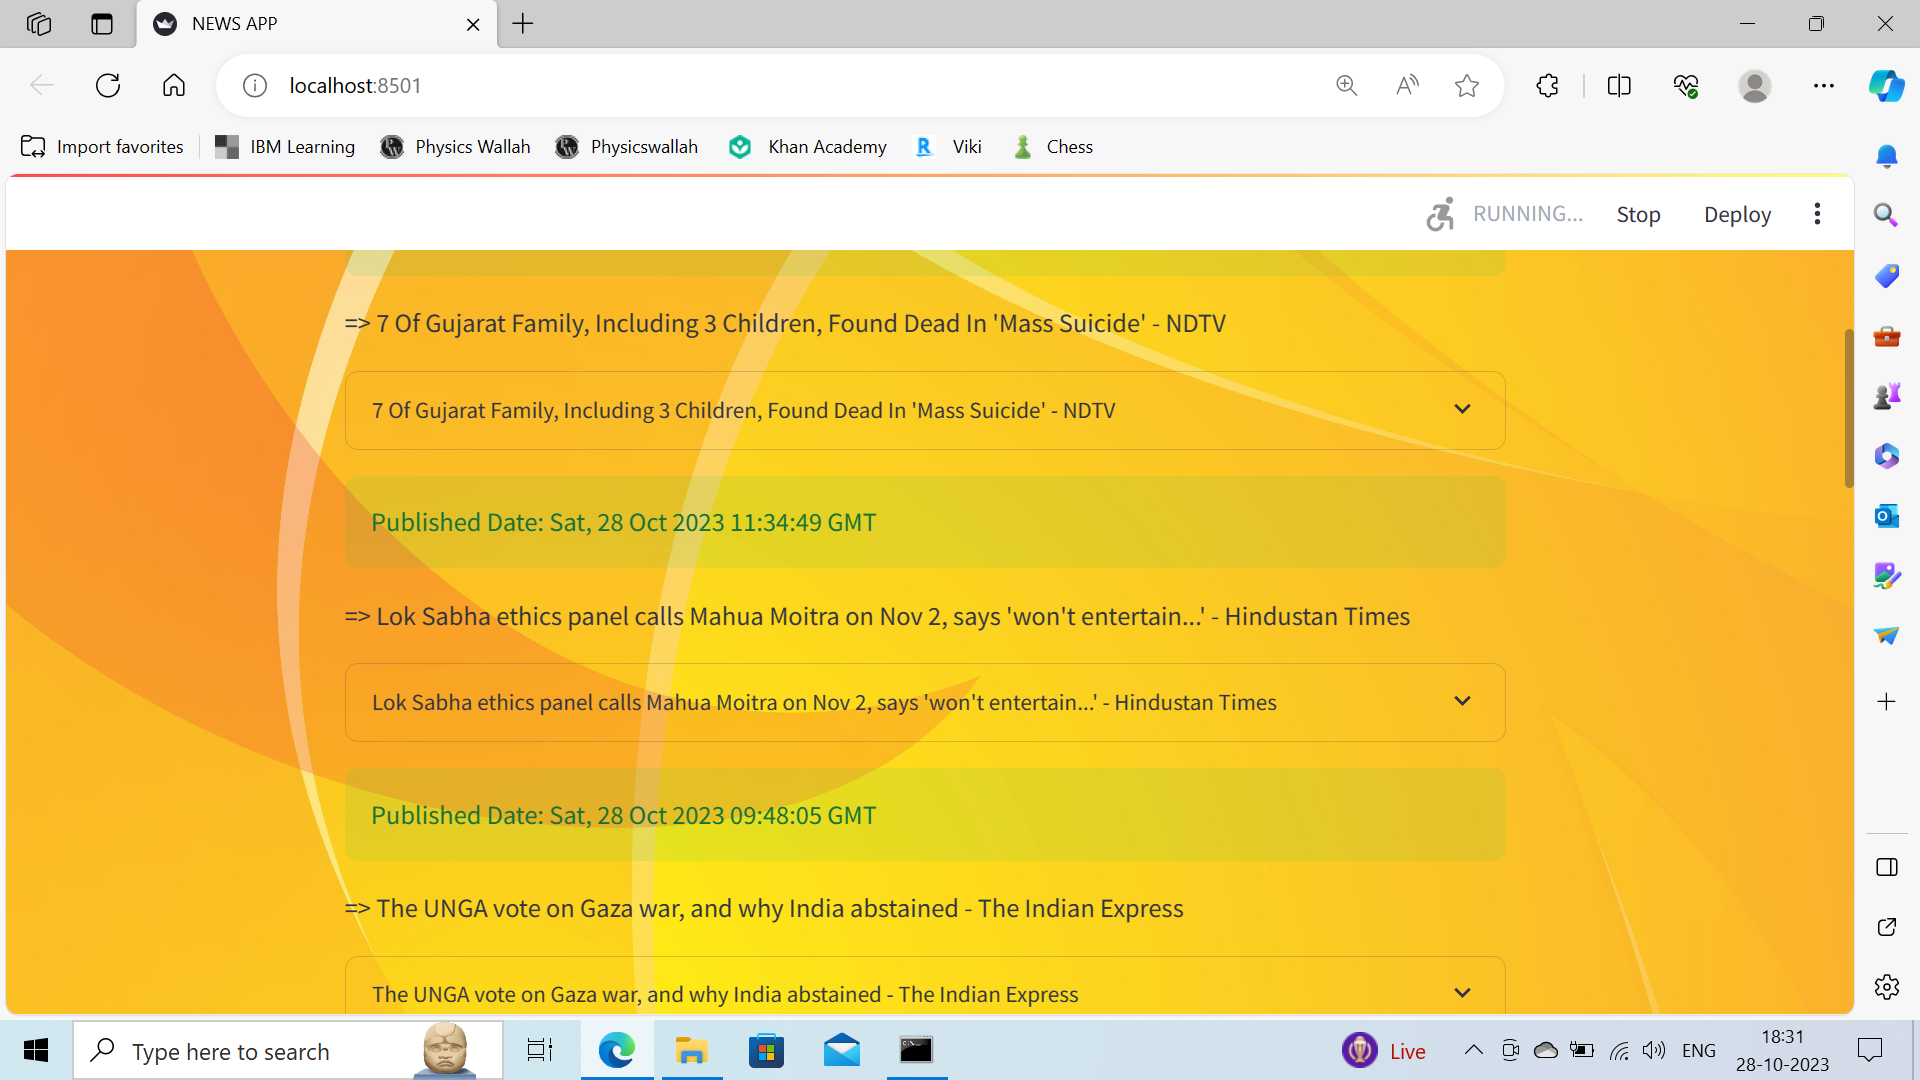 NEWS APP
localhost:8501
Import favorites
IBM Learning
Physics Wallah
Physicswallah
Khan Academy
R
Viki
Chess
RUNNING...
Stop
Deploy
=> 7 Of Gujarat Family, Including 3 Children, Found Dead In 'Mass Suicide' - NDTV
7 Of Gujarat Family, Including 3 Children, Found Dead In 'Mass Suicide' - NDTV
Published Date: Sat, 28 Oct 2023 11:34:49 GMT
=> Lok Sabha ethics panel calls Mahua Moitra on Nov 2, says 'won't entertain...' - Hindustan Times
Lok Sabha ethics panel calls Mahua Moitra on Nov 2, says 'won't entertain...' - Hindustan Times
Published Date: Sat, 28 Oct 2023 09:48:05 GMT
=> The UNGA vote on Gaza war, and why India abstained - The Indian Express
The UNGA vote on Gaza war, and why India abstained - The Indian Express
Type here to search
Live
ENG
18:31
28-10-2023